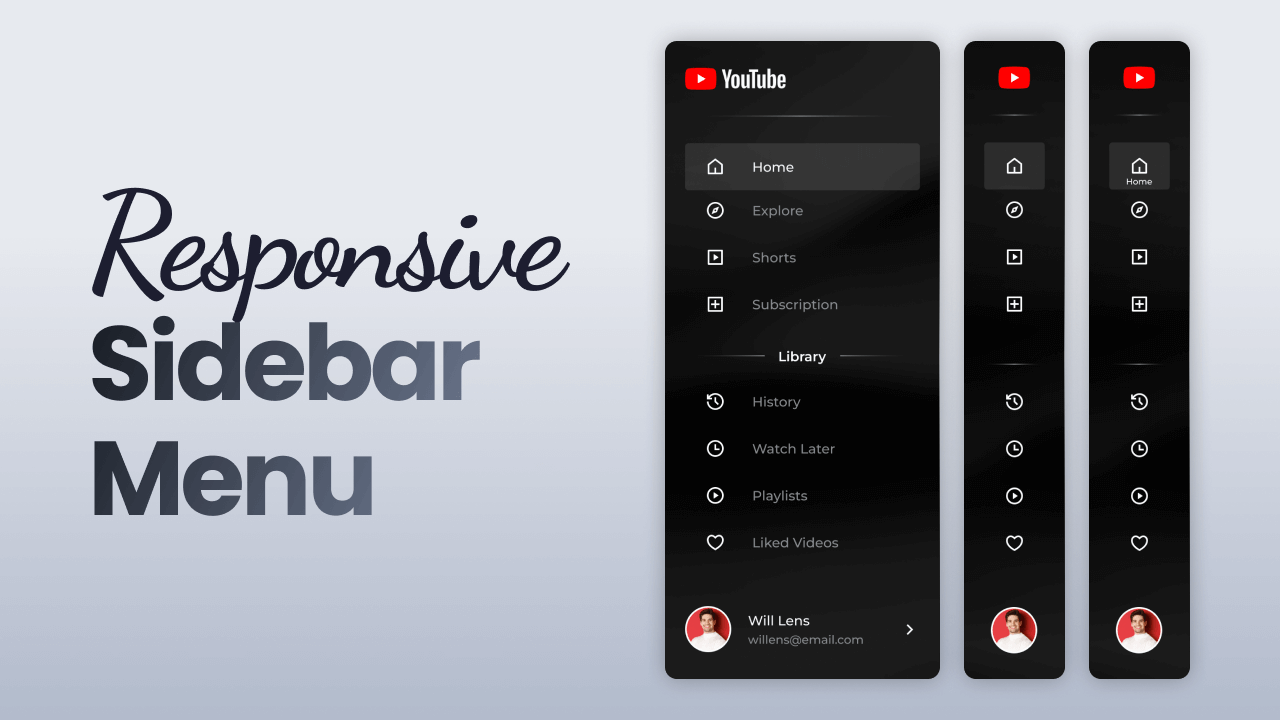 Responsive
Sidebar
Menu
YouTube
Home
Explore
Shorts
Subscription
Library
History
Watch Later
Playlists
Liked Videos
Will Lens
willens@email.com
Home